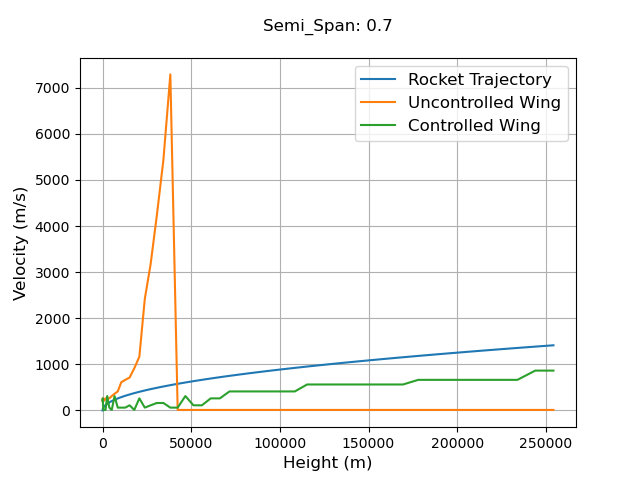 Semi_Span: 0.7
Rocket Trajectory
Uncontrolled Wing
Controlled Wing
Velocity (m/s)
7000
6000
5000
4000
3000
2000
1000
0
0 50000 100000 150000 200000 250000
Height (m)